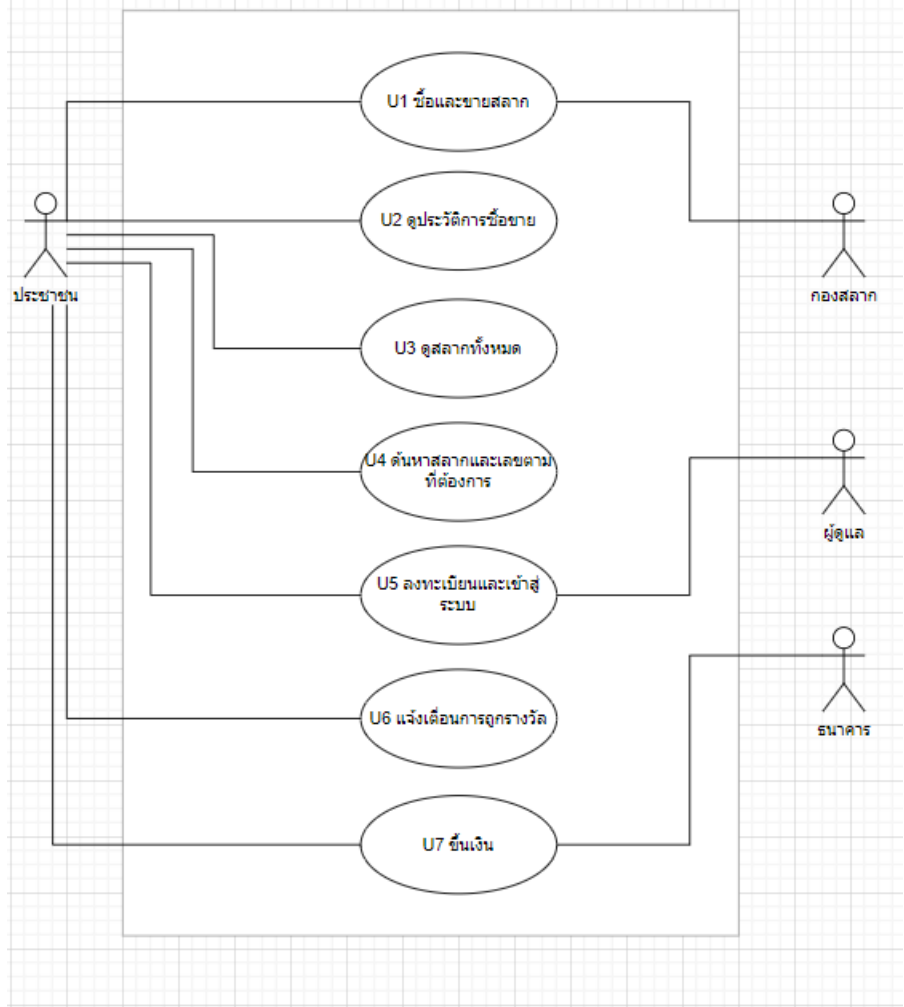 U1 ซื้อและขายสลาก
U2 ดูประวัติการซื้อขาย
ประชาชน
กองสลาก
U3 ดูสลากทั้งหมด
U4 ค้นหาสลากและเลขตาม
ที่ต้องการ
ผู้ดูแล
U5 ลงทะเบียนและเข้าสู่
ระบบ
U6 แจ้งเตือนการถูกรางวัล
ธนาคาร
U7 ขึ้นเงิน